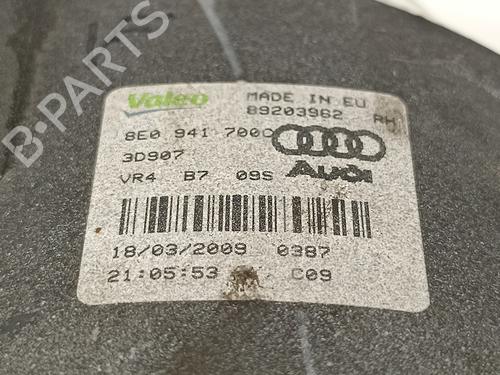 Valeo
MADE IN EU
89203962 RH
8E0 941 700C
3D907
Audi
VR4 B7 09S
18/03/2009 0387
21:05:53 C09